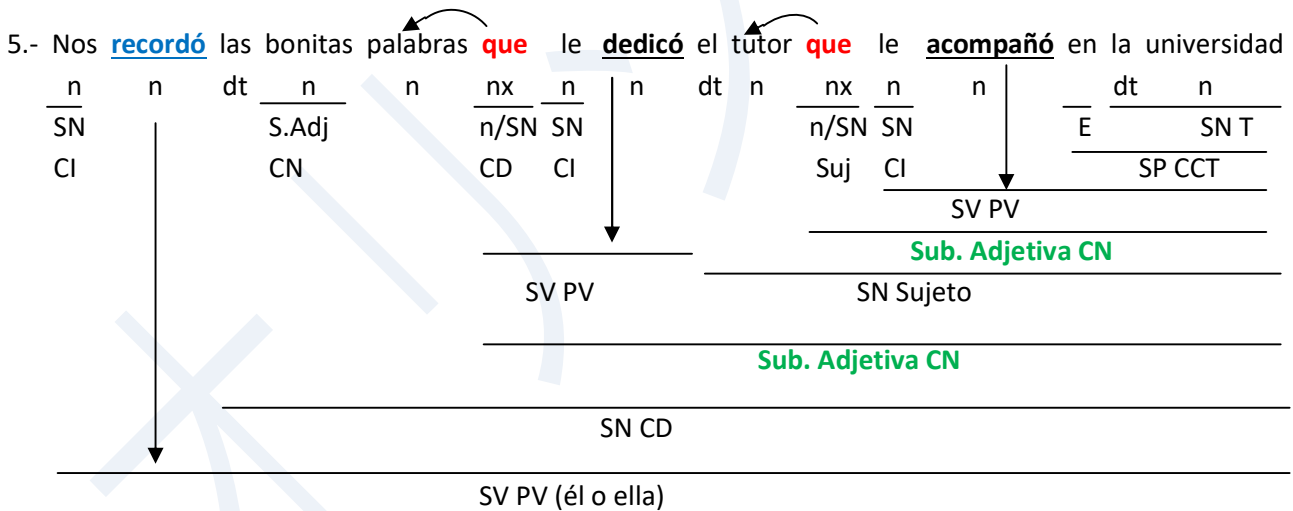 5.- Nos recordó las bonitas palabras que le dedicó el tutor que le acompañó en la universidad
n n dt n n nx n n dt n nx n n dt n
SN S.Adj n/SN SN n/SN SN E SN T
CI CN CD CI Suj CI SP CCT
SV PV
Sub. Adjetiva CN
SV PV SN Sujeto
Sub. Adjetiva CN
SN CD
SV PV (él o ella)